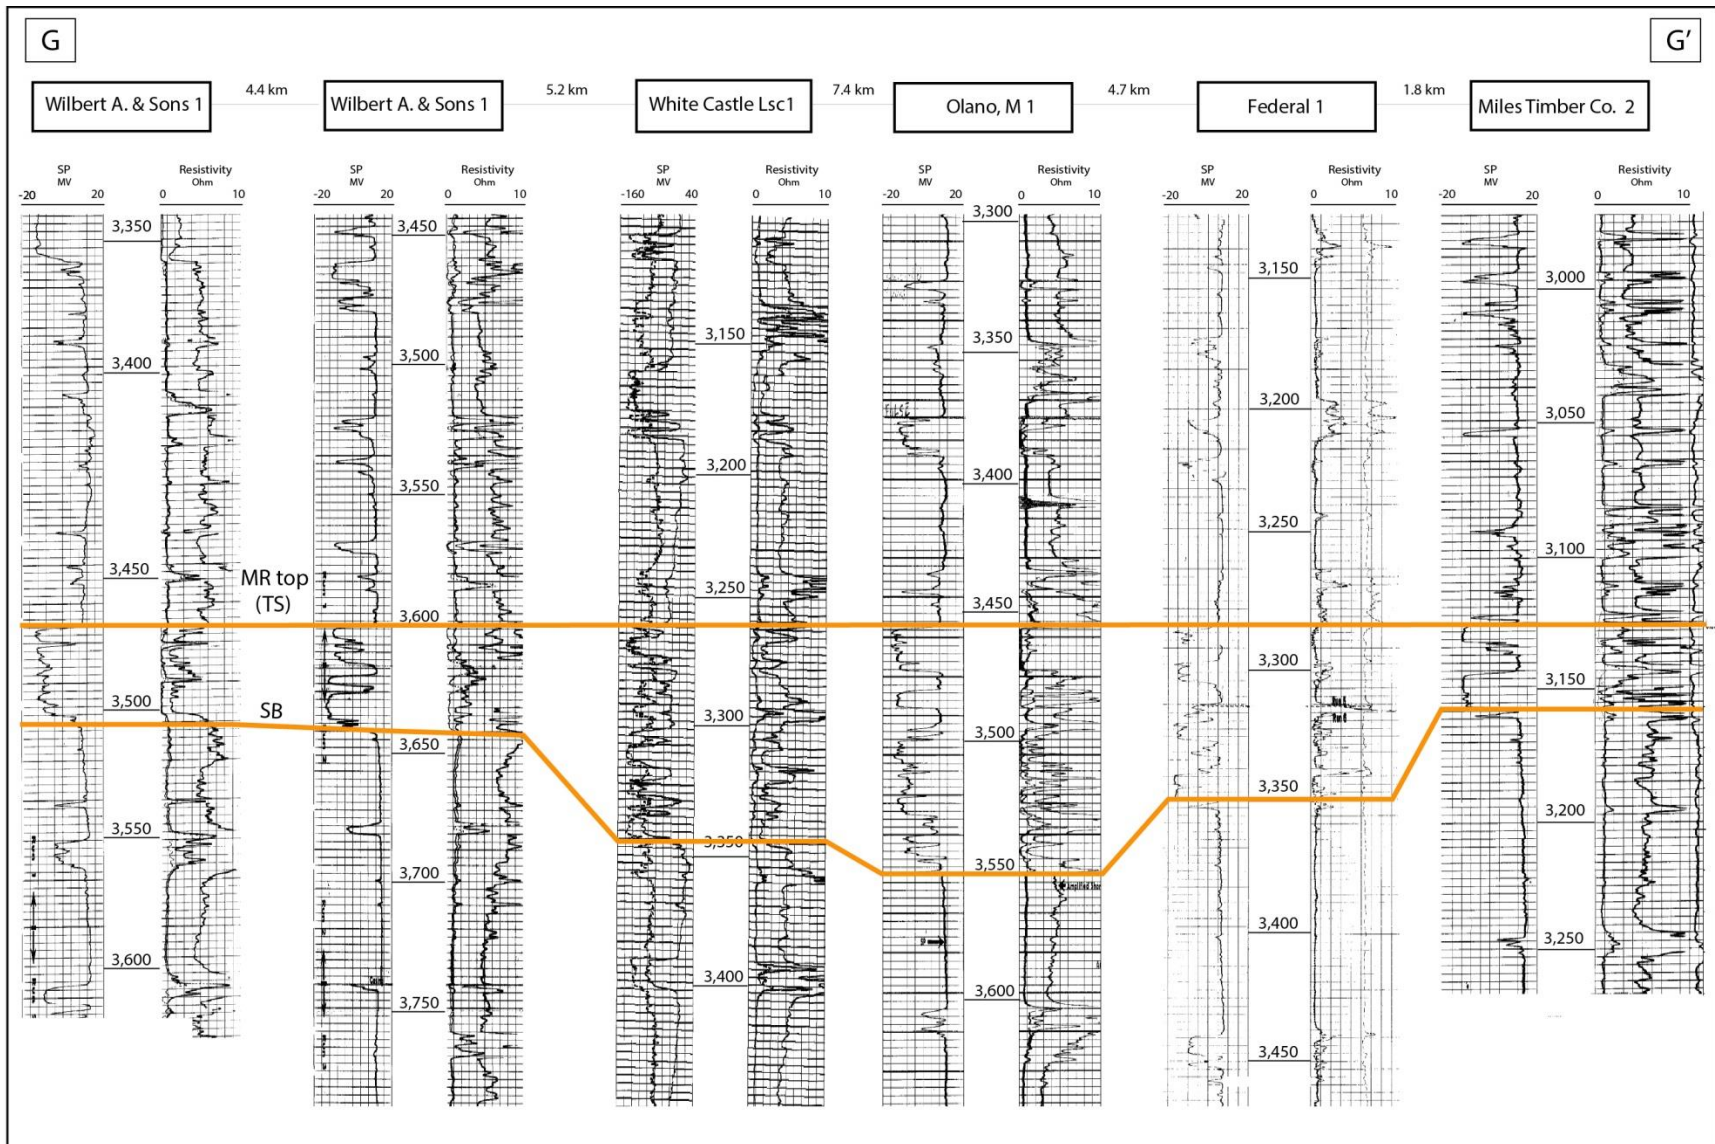 G
G'
Wilbert A. & Sons 1
4.4 km
Wilbert A. & Sons 1
5.2 km
White Castle Lsc1
7.4 km
Olano, M 1
4.7 km
Federal 1
1.8 km
Miles Timber Co. 2
SP
MV
-20
20
Resistivity
Ohm
0
10
3,350
3,400
3,450
3,500
3,550
3,600
MR top
(TS)
SB
SP
MV
-20
20
Resistivity
Ohm
0
10
3,450
3,500
3,550
3,600
3,650
3,700
3,750
SP
MV
-160
40
Resistivity
Ohm
0
10
3,150
3,200
3,250
3,300
3,350
3,400
SP
MV
-20
20
Resistivity
Ohm
0
10
3,300
3,350
3,400
3,450
3,500
3,550
3,600
SP
Amplified
SP
MV
-20
20
Resistivity
Ohm
0
10
3,150
3,200
3,250
3,300
3,350
3,400
3,450
SP
MV
-20
20
Resistivity
Ohm
0
10
3,000
3,050
3,100
3,150
3,200
3,250